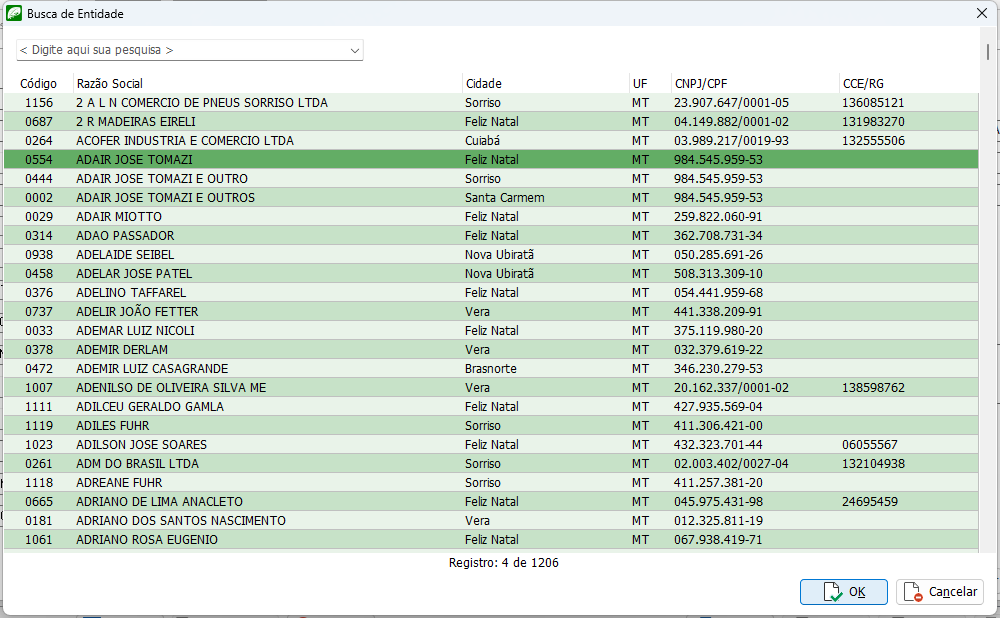 Busca de Entidade
< Digite aqui sua pesquisa >
Código Razão Social Cidade UF CNPJ/CPF CCE/RG
1156 2 A L N COMERCIO DE PNEUS SORRISO LTDA Sorriso MT 23.907.647/0001-05 136085121
0687 2 R MADEIRAS EIRELI Feliz Natal MT 04.149.882/0001-02 131983270
0264 ACOFER INDUSTRIA E COMERCIO LTDA Cuiabá MT 03.989.217/0019-93 132555506
0554 ADAIR JOSE TOMAZI Feliz Natal MT 984.545.959-53
0444 ADAIR JOSE TOMAZI E OUTRO Sorriso MT 984.545.959-53
0002 ADAIR JOSE TOMAZI E OUTROS Santa Carmem MT 984.545.959-53
0029 ADAIR MIOTTO Feliz Natal MT 259.822.060-91
0314 ADAO PASSADOR Feliz Natal MT 362.708.731-34
0938 ADELAIDE SEIBEL Nova Ubiratã MT 050.285.691-26
0458 ADELAR JOSE PATEL Nova Ubiratã MT 508.313.309-10
0376 ADELINO TAFFAREL Feliz Natal MT 054.441.959-68
0737 ADELIR JOÃO FETTER Vera MT 441.338.209-91
0033 ADEMAR LUIZ NICOLI Feliz Natal MT 375.119.980-20
0378 ADEMIR DERLAM Vera MT 032.379.619-22
0472 ADEMIR LUIZ CASAGRANDE Brasnorte MT 346.230.279-53
1007 ADENILSO DE OLIVEIRA SILVA ME Vera MT 20.162.337/0001-02 138598762
1111 ADILCEU GERALDO GAMLA Feliz Natal MT 427.935.569-04
1119 ADILES FUHR Sorriso MT 411.306.421-00
1023 ADILSON JOSE SOARES Feliz Natal MT 432.323.701-44 06055567
0261 ADM DO BRASIL LTDA Sorriso MT 02.003.402/0027-04 132104938
1118 ADREANE FUHR Sorriso MT 411.257.381-20
0665 ADRIANO DE LIMA ANACLETO Feliz Natal MT 045.975.431-98 24695459
0181 ADRIANO DOS SANTOS NASCIMENTO Vera MT 012.325.811-19
1061 ADRIANO ROSA EUGENIO Feliz Natal MT 067.938.419-71
Registro: 4 de 1206
OK Cancelar